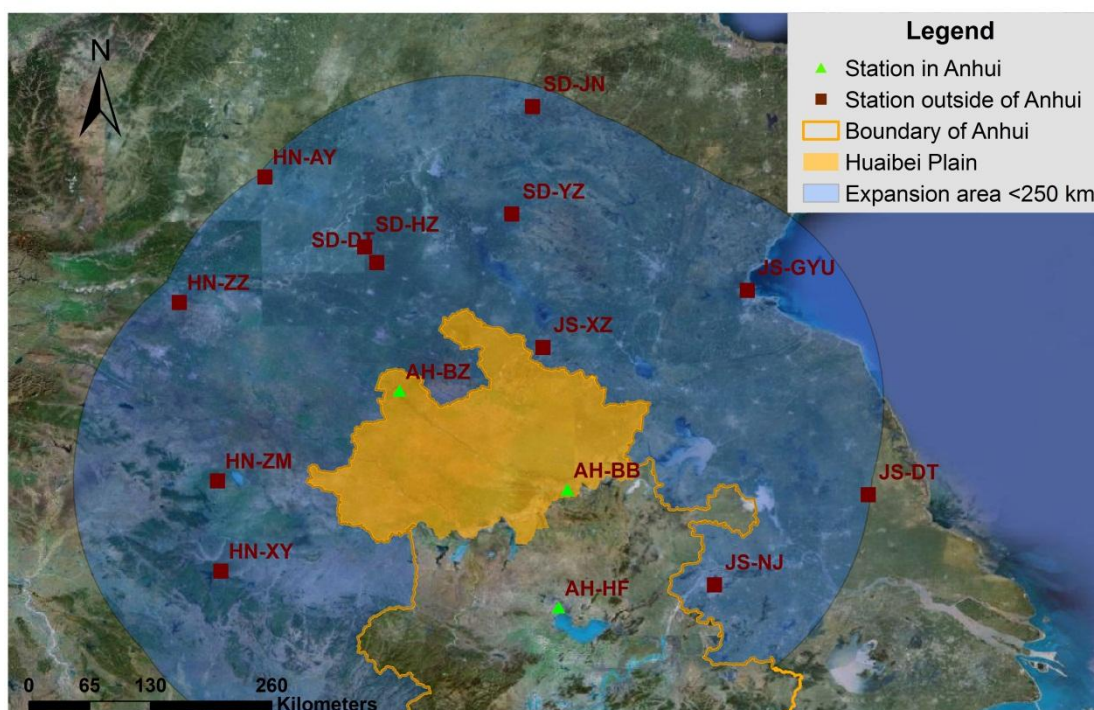 Legend
Station in Anhui
Station outside of Anhui
Boundary of Anhui
Huaibei Plain
Expansion area <250 km
N
SD-JN
HN-AY
SD-YZ
SD-HZ
SD-DT
JS-GYU
HN-ZZ
JS-XZ
AH-BZ
HN-ZM
AH-BB
JS-DT
HN-XY
JS-NJ
AH-HF
0 65 130 260
Kilometers